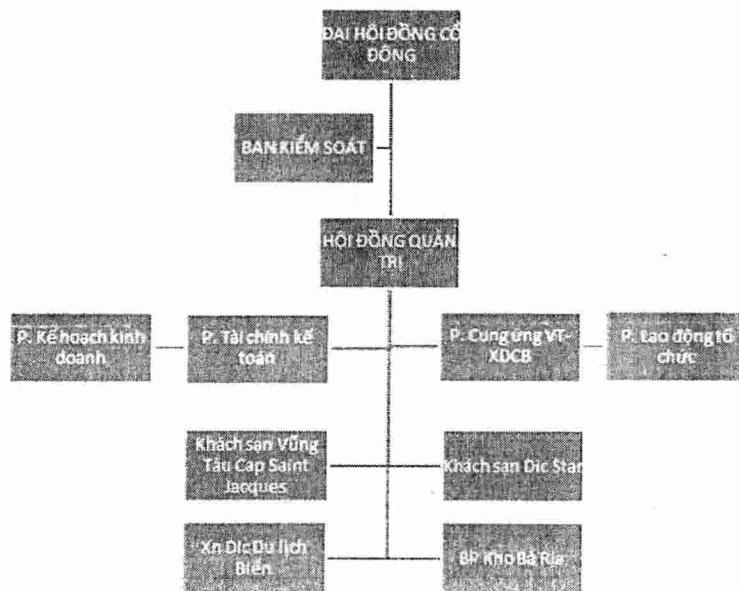 ĐẠI HỘI ĐỒNG CỔ
ĐÔNG
BAN KIỂM SOÁT
HỘI ĐỒNG QUẢN
TRỊ
P. Kế hoạch kinh
doanh
P. Tài chính kế
toán
P. Cung ứng VT-
XDCB
P. Lao động tổ
chức
Khách sạn Vũng
Tàu Cap Saint
Jacques
Khách sạn Dic Star
Xn Dic Du lịch
Biển
BP Kho Bà Rịa